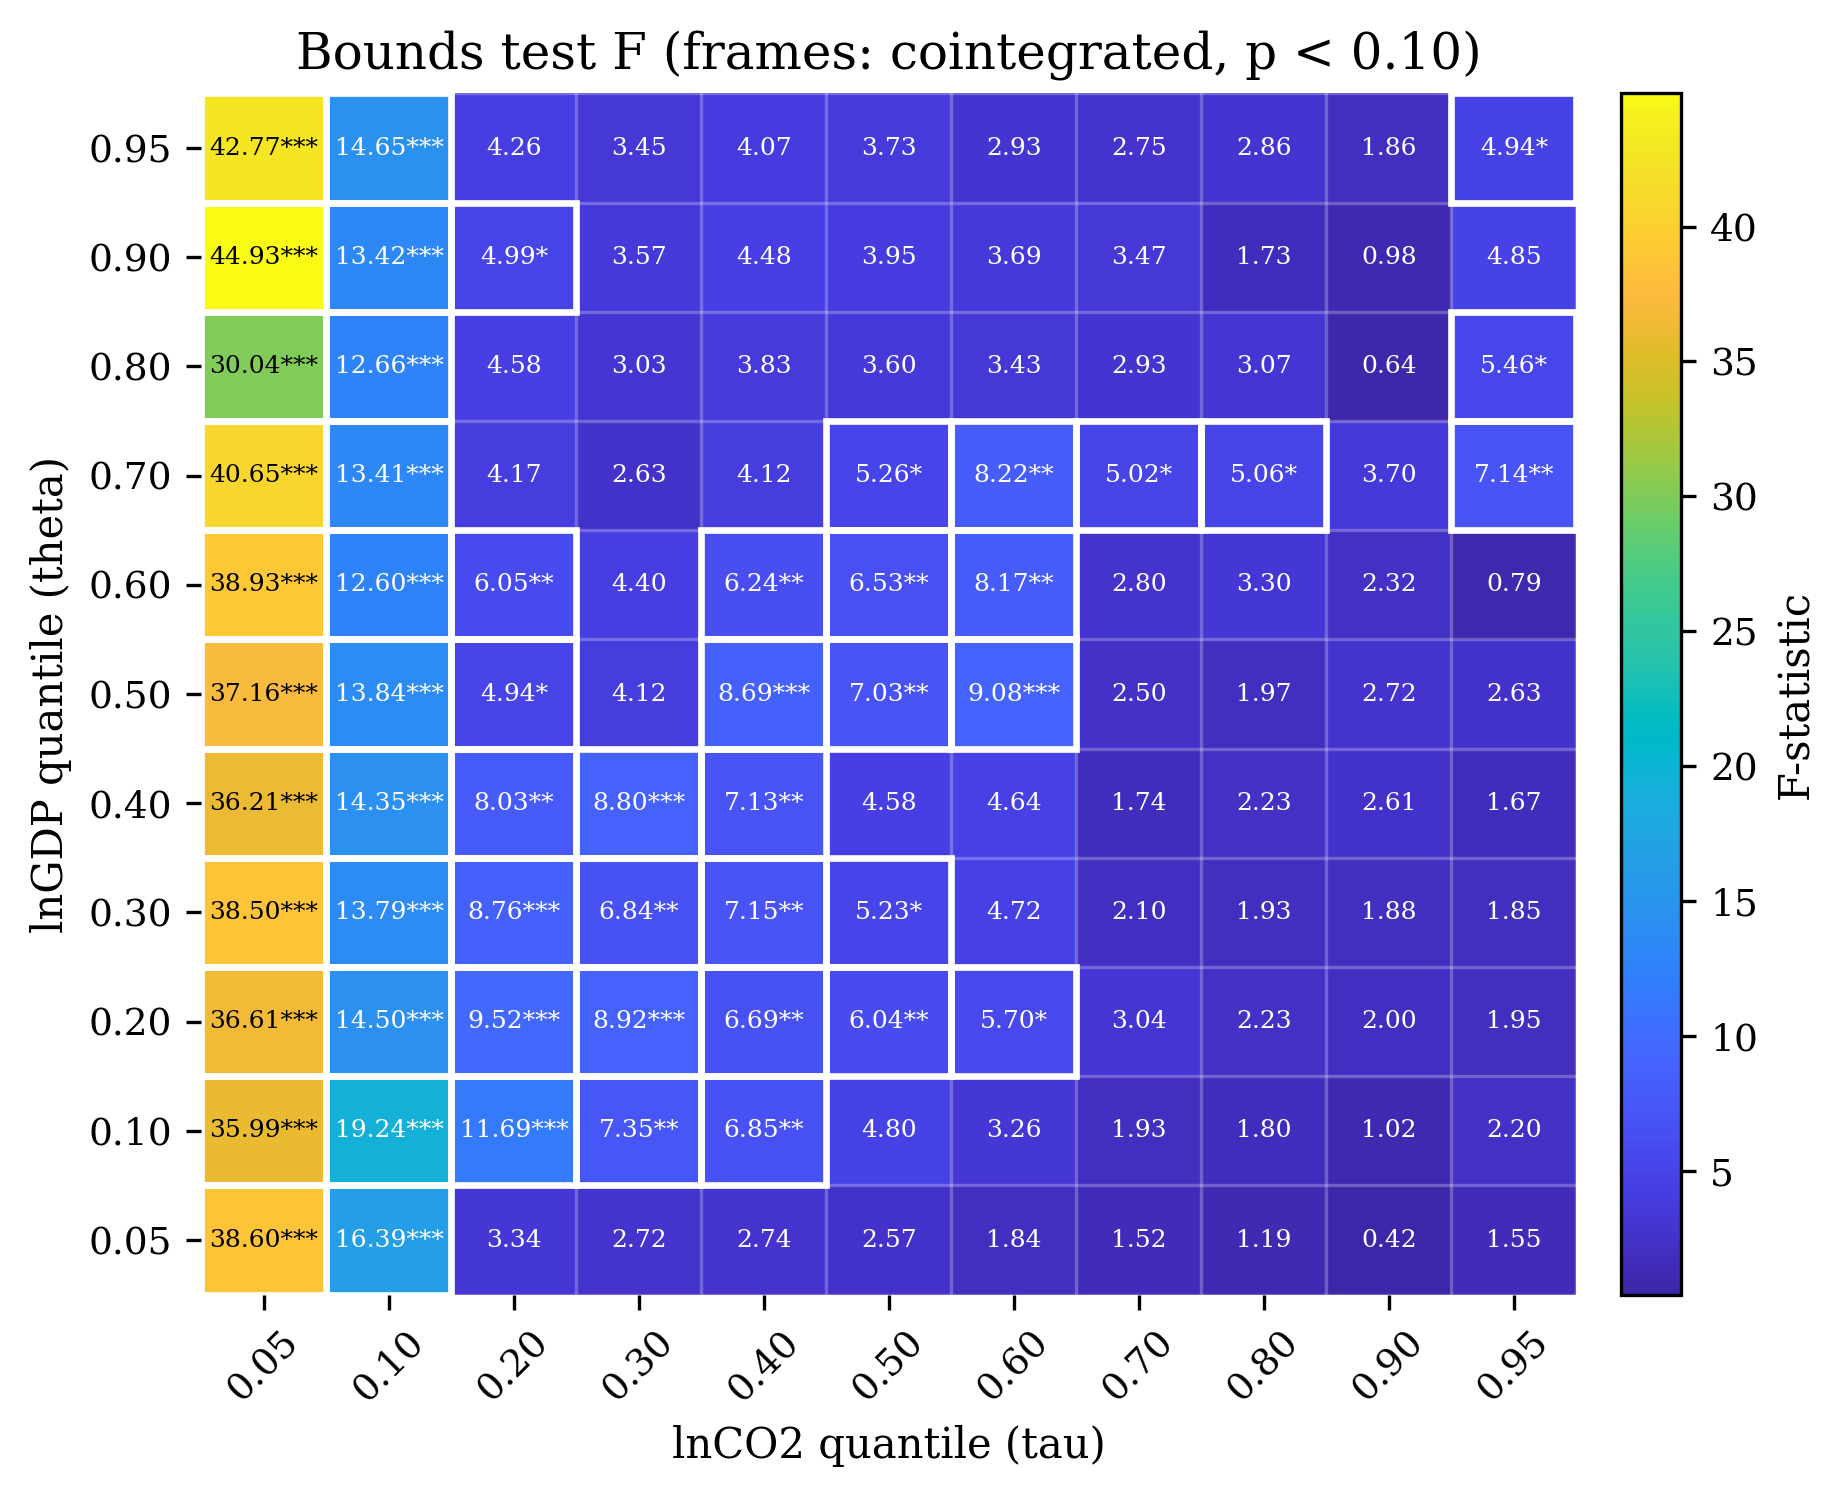 Bounds test F (frames: cointegrated, p < 0.10)
0.95 42.77*** 14.65*** 4.26 3.45 4.07 3.73 2.93 2.75 2.86 1.86 4.94*
0.90 44.93*** 13.42*** 4.99* 3.57 4.48 3.95 3.69 3.47 1.73 0.98 4.85
0.80 30.04*** 12.66*** 4.58 3.03 3.83 3.60 3.43 2.93 3.07 0.64 5.46*
0.70 40.65*** 13.41*** 4.17 2.63 4.12 5.26* 8.22** 5.02* 5.06* 3.70 7.14**
0.60 38.93*** 12.60*** 6.05** 4.40 6.24** 6.53** 8.17** 2.80 3.30 2.32 0.79
0.50 37.16*** 13.84*** 4.94* 4.12 8.69*** 7.03** 9.08*** 2.50 1.97 2.72 2.63
0.40 36.21*** 14.35*** 8.03** 8.80*** 7.13** 4.58 4.64 1.74 2.23 2.61 1.67
0.30 38.50*** 13.79*** 8.76*** 6.84** 7.15** 5.23* 4.72 2.10 1.93 1.88 1.85
0.20 36.61*** 14.50*** 9.52*** 8.92*** 6.69** 6.04** 5.70* 3.04 2.23 2.00 1.95
0.10 35.99*** 19.24*** 11.69*** 7.35** 6.85** 4.80 3.26 1.93 1.80 1.02 2.20
0.05 38.60*** 16.39*** 3.34 2.72 2.74 2.57 1.84 1.52 1.19 0.42 1.55
0.05 0.10 0.20 0.30 0.40 0.50 0.60 0.70 0.80 0.90 0.95
lnCO2 quantile (tau)
lnGDP quantile (theta)
40
35
30
25
20
15
10
5
F-statistic